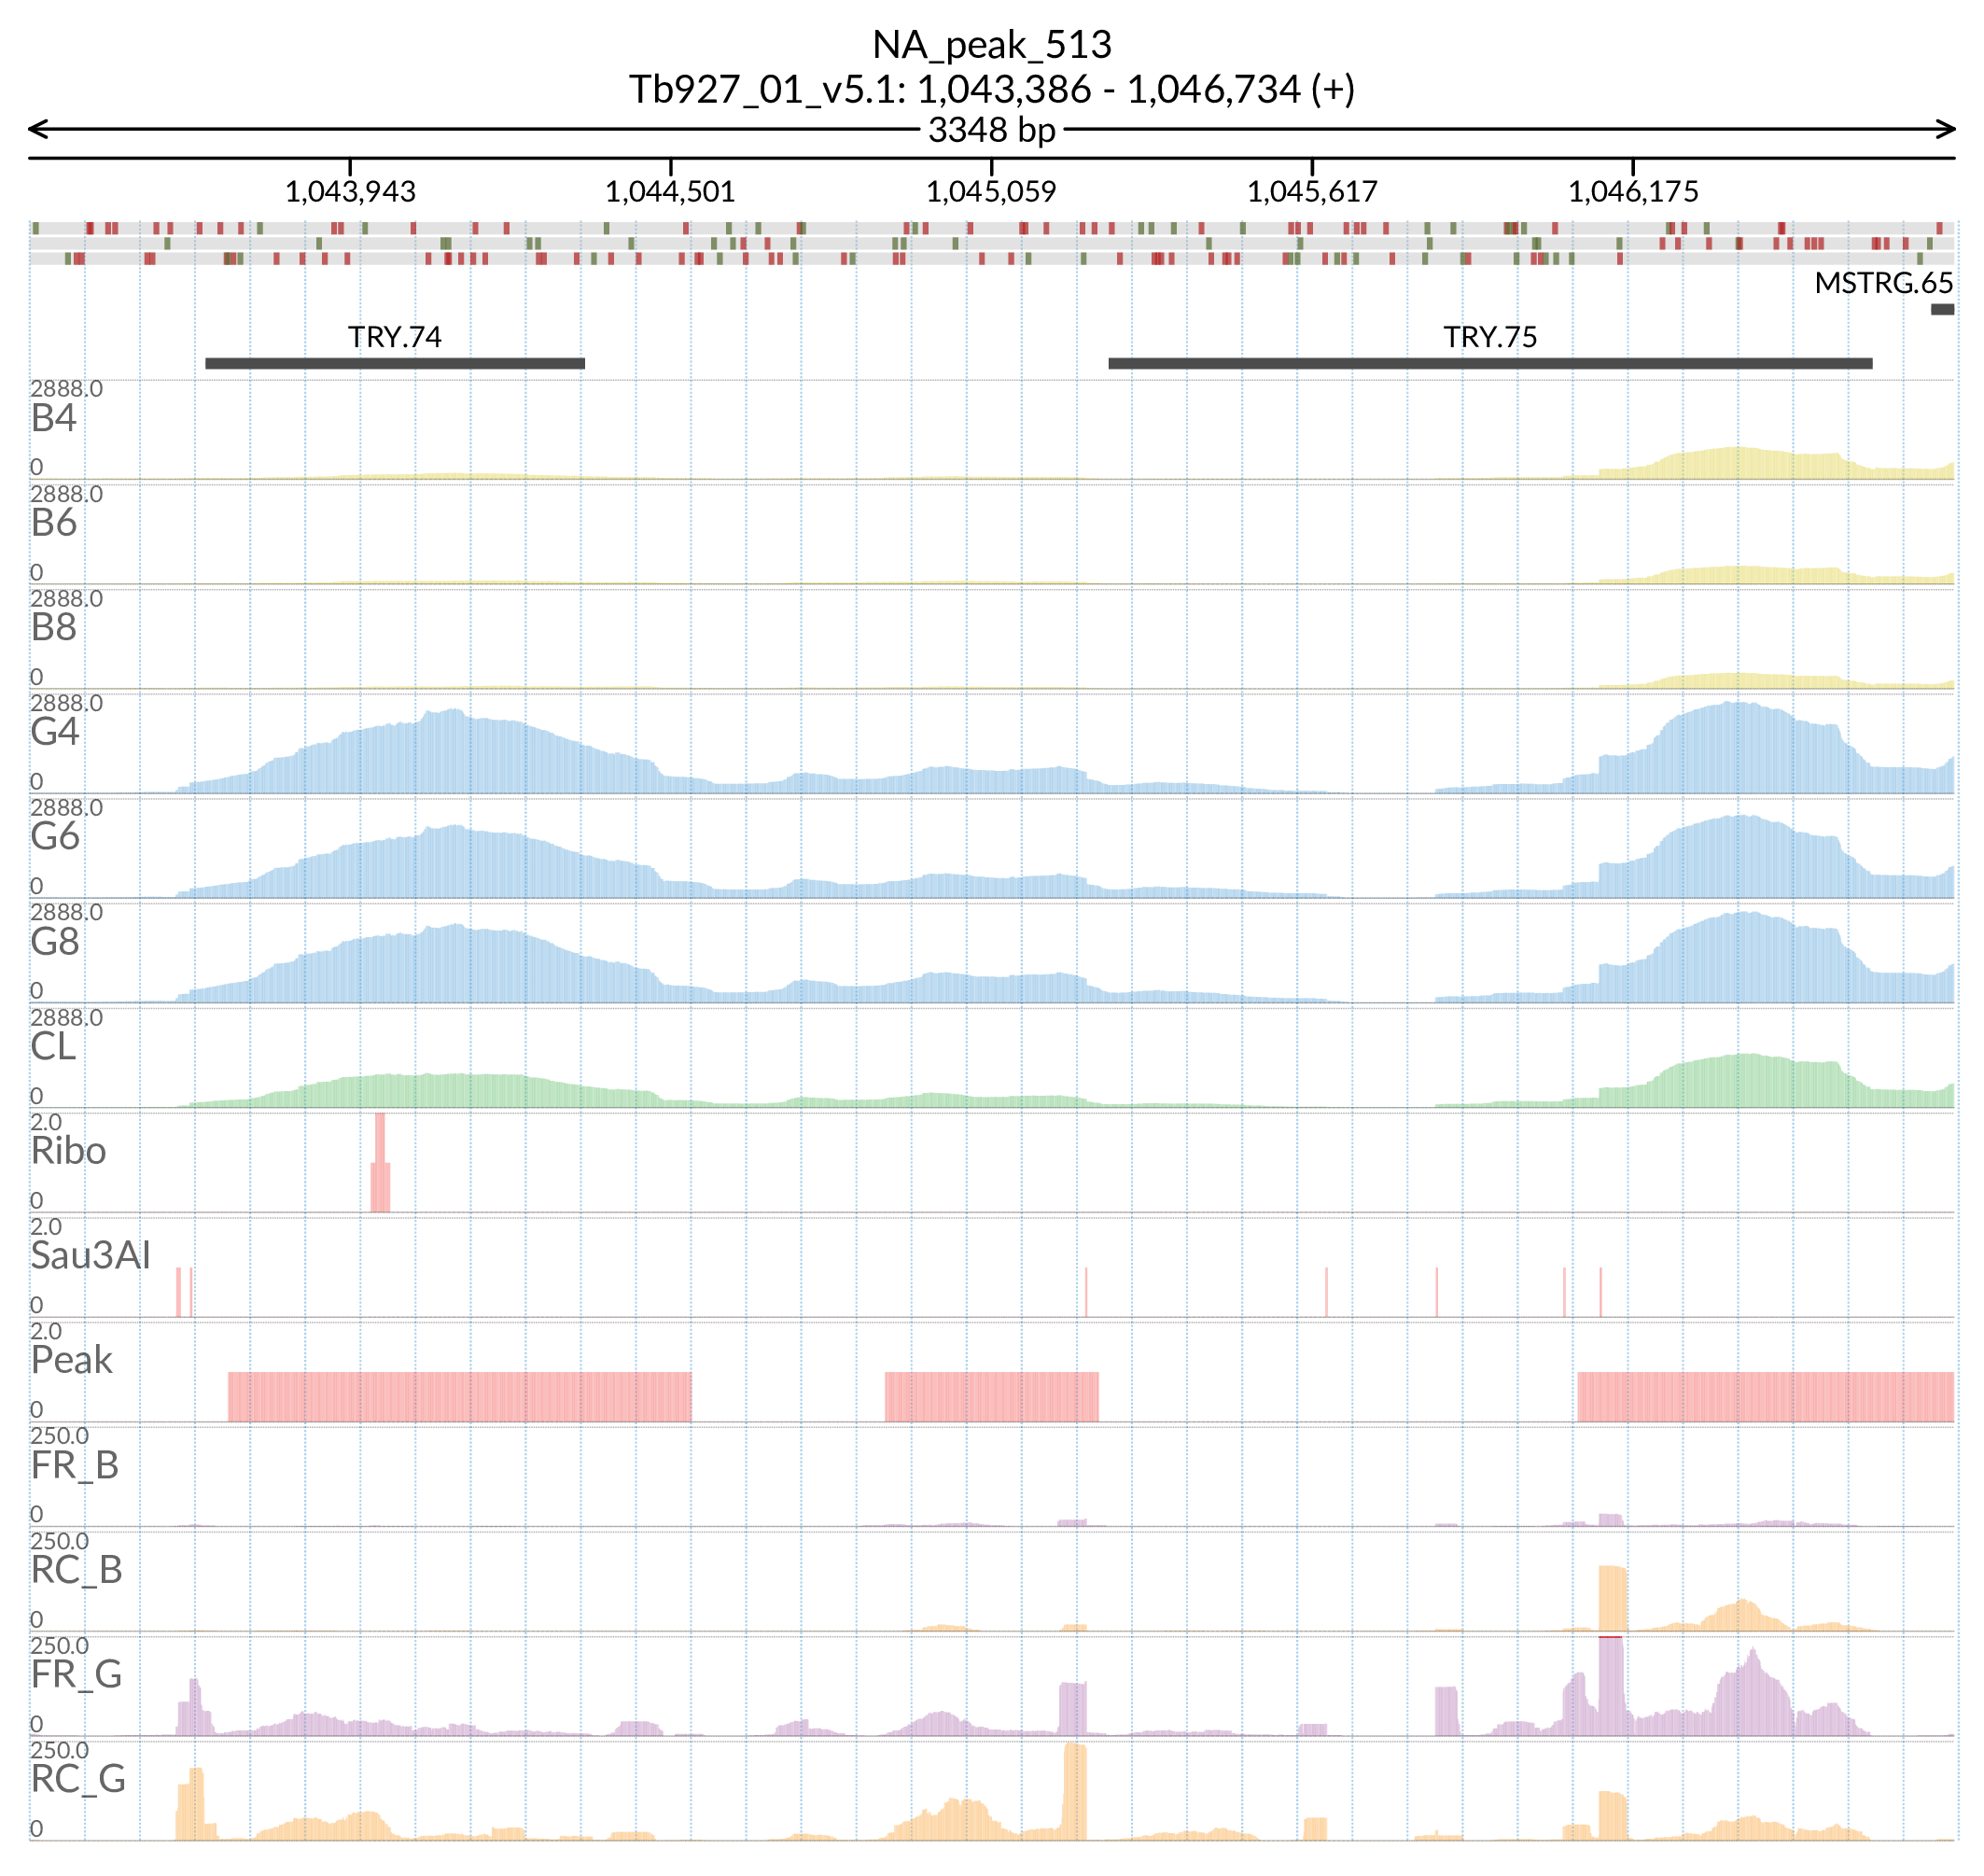 NA_peak_513
Tb927_01_v5.1: 1,043,386 - 1,046,734 (+)
3348 bp
1,043,943 1,044,501 1,045,059 1,045,617 1,046,175
MSTRG.65
TRY.74 TRY.75
2888.0
B4
0
2888.0
B6
0
2888.0
B8
0
2888.0
G4
0
2888.0
G6
0
2888.0
G8
0
2888.0
CL
0
2.0
Ribo
0
2.0
Sau3AI
0
2.0
Peak
0
250.0
FR_B
0
250.0
RC_B
0
250.0
FR_G
0
250.0
RC_G
0